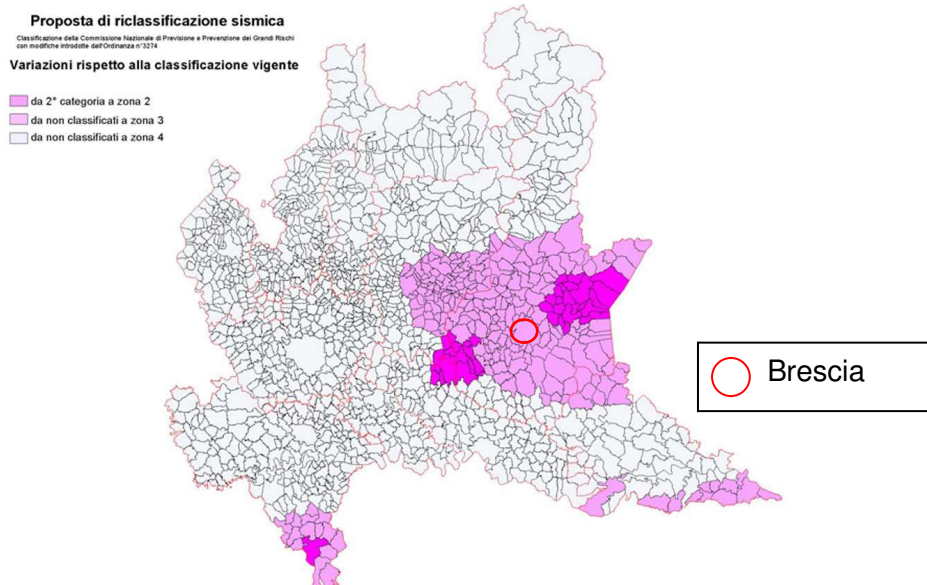 Proposta di riclassificazione sismica
Classificazione della Commissione Nazionale di Previsione e Prevenzione dei Grandi Rischi
con modifiche introdotte dall'Ordinanza n°3274
Variazioni rispetto alla classificazione vigente
da 2° categoria a zona 2
da non classificati a zona 3
da non classificati a zona 4
Brescia